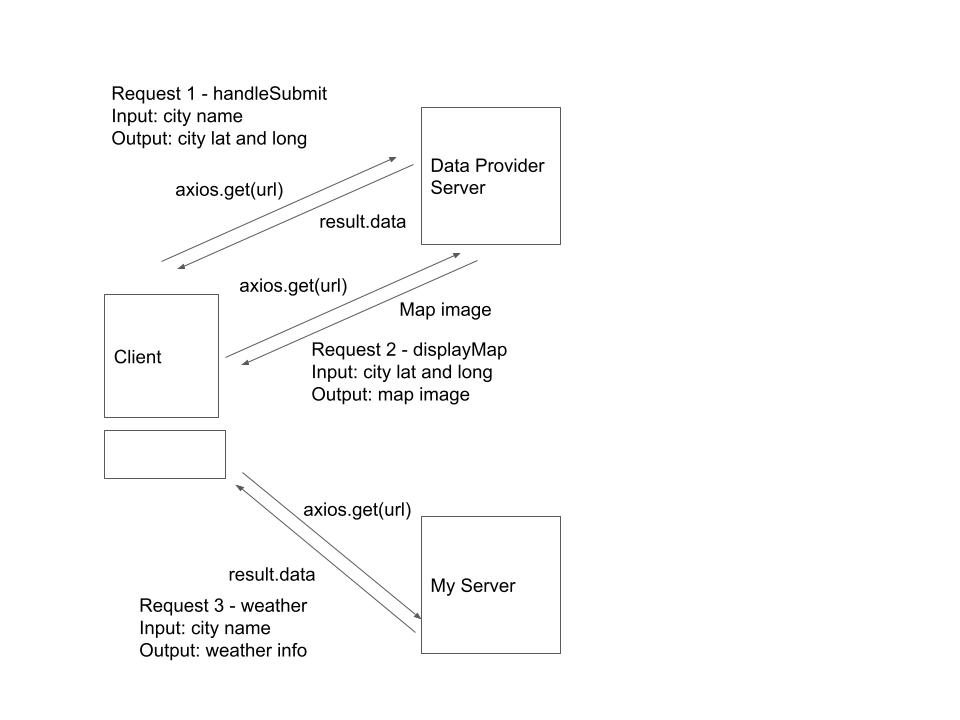 Request 1 - handleSubmit
Input: city name
Output: city lat and long
Data Provider
Server
axios.get(url)
result.data
axios.get(url)
Map image
Client
Request 2 - displayMap
Input: city lat and long
Output: map image
axios.get(url)
result.data
My Server
Request 3 - weather
Input: city name
Output: weather info